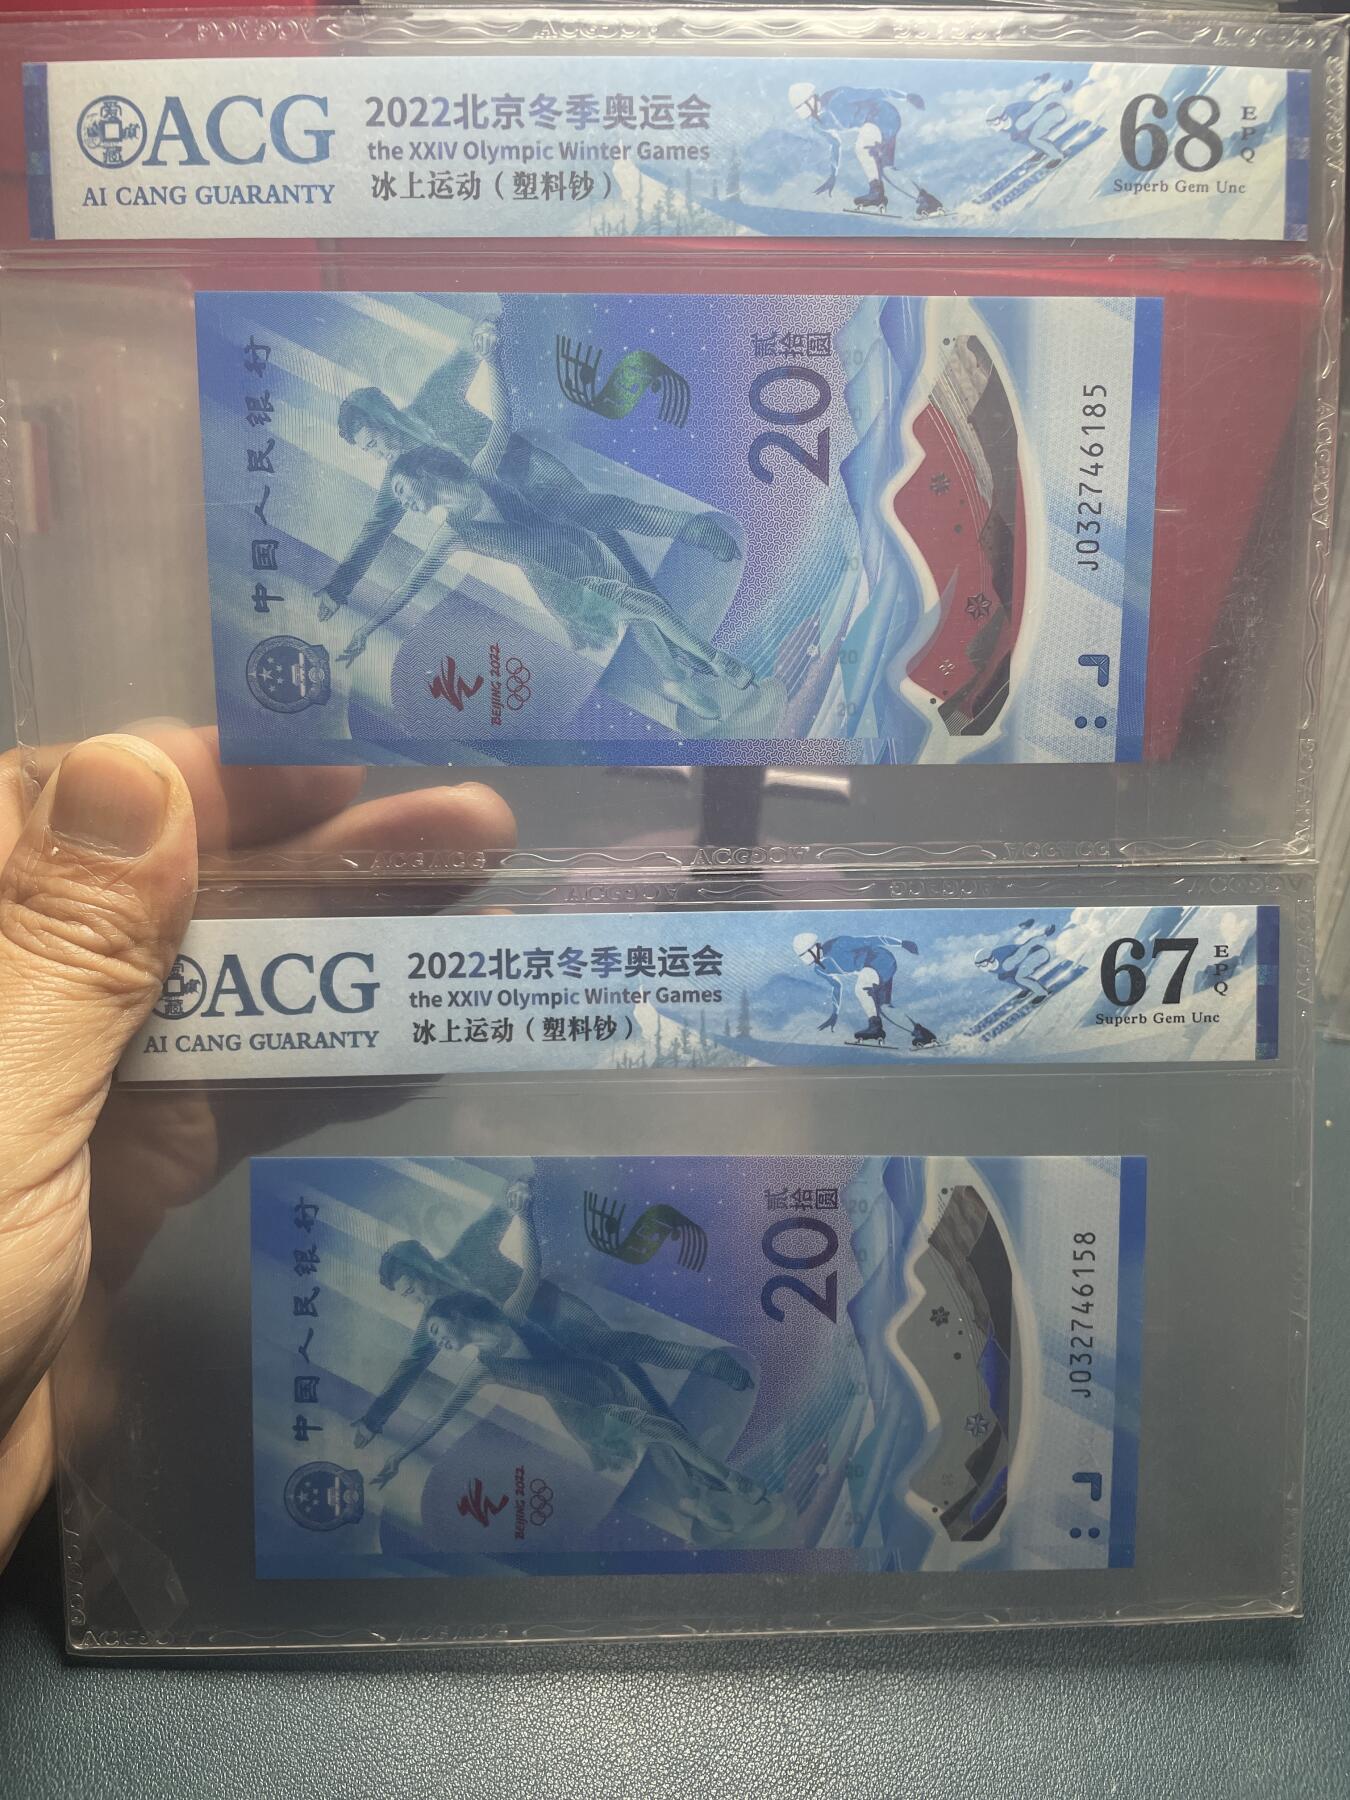 ACG
AI CANG GUARANTY
2022北京冬季奥运会
the XXIV Olympic Winter Games
冰上运动（塑料钞）
68
EPQ
Superb Gem Unc
中国人民银行
BEIJING 2022
贰拾圆
20
J032746185
ACG
AI CANG GUARANTY
2022北京冬季奥运会
the XXIV Olympic Winter Games
冰上运动（塑料钞）
67
EPQ
Superb Gem Unc
中国人民银行
BEIJING 2022
贰拾圆
20
J032746158